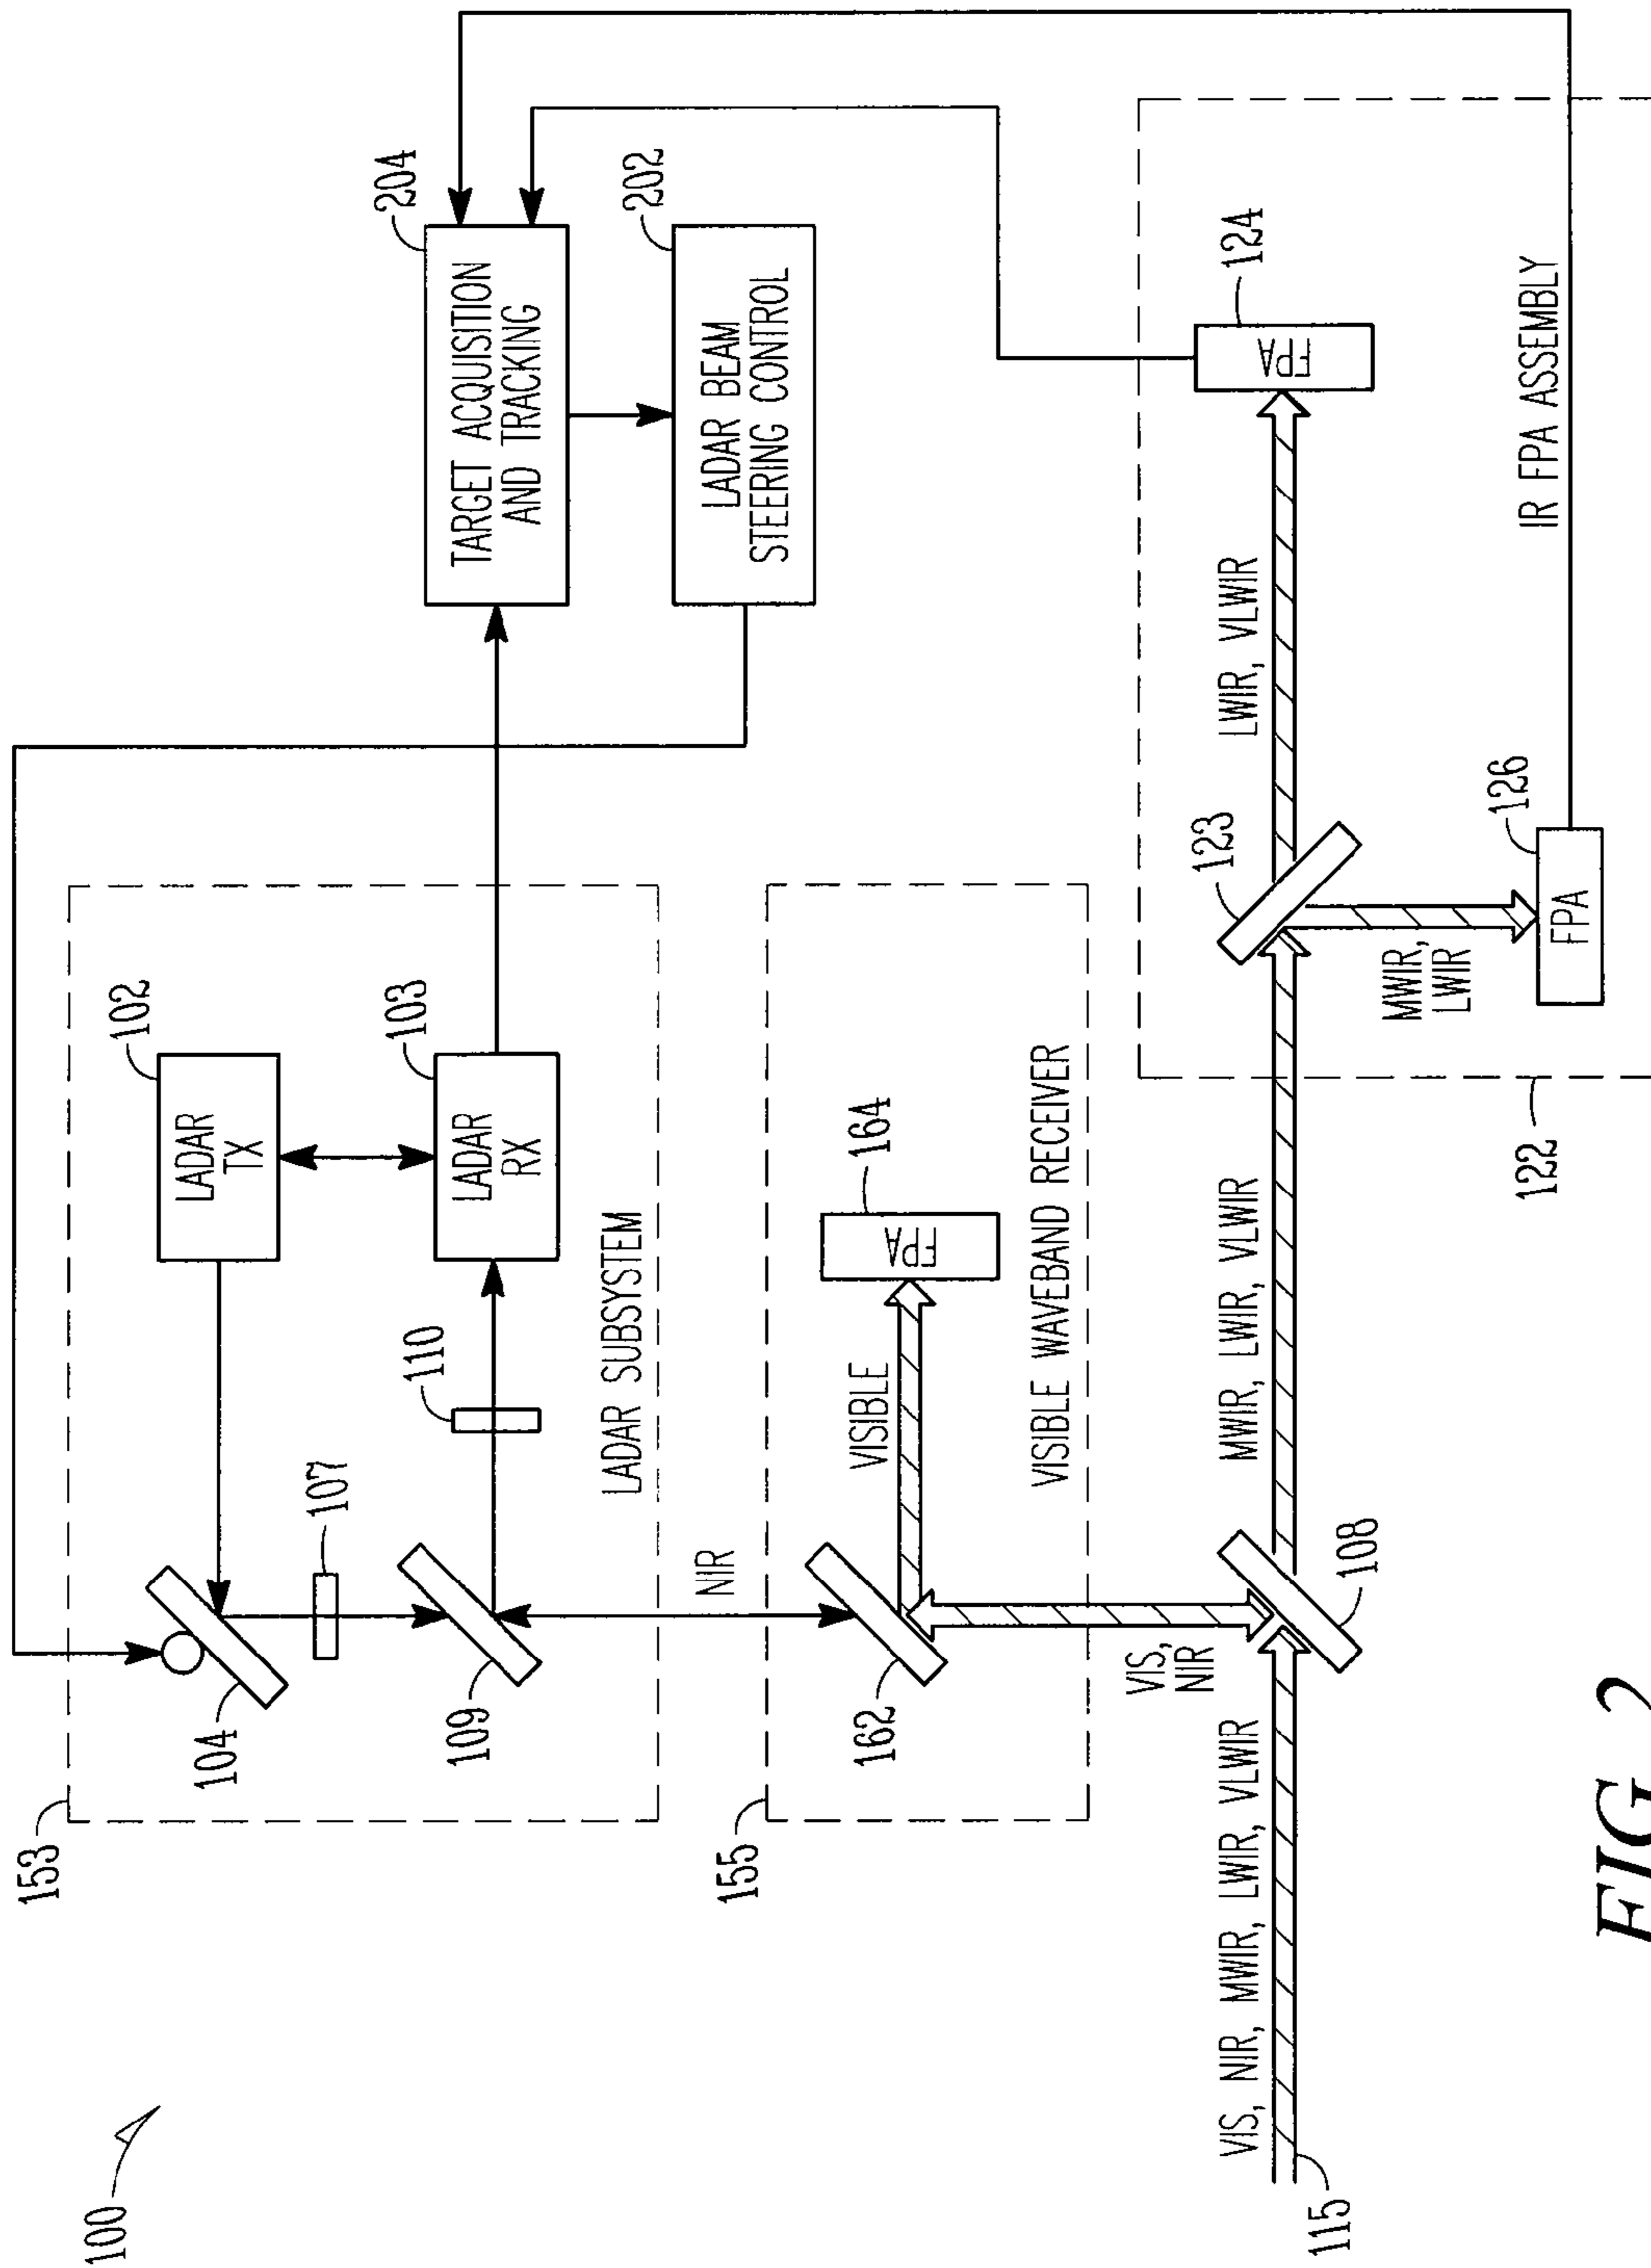 100
153
102
LADAR
TX
103
LADAR
RX
104
107
109
110
LADAR SUBSYSTEM
204
TARGET ACQUISITION
AND TRACKING
202
LADAR BEAM
STEERING CONTROL
NIR
155
162
VISIBLE
164
FPA
VISIBLE WAVEBAND RECEIVER
VIS,
NIR
VIS, NIR, MWIR, LWIR, VLWIR
115
108
MWIR, LWIR, VLWIR
122
123
LWIR, VLWIR
124
FPA
MWIR,
LWIR
126
FPA
IR FPA ASSEMBLY
FIG. 2